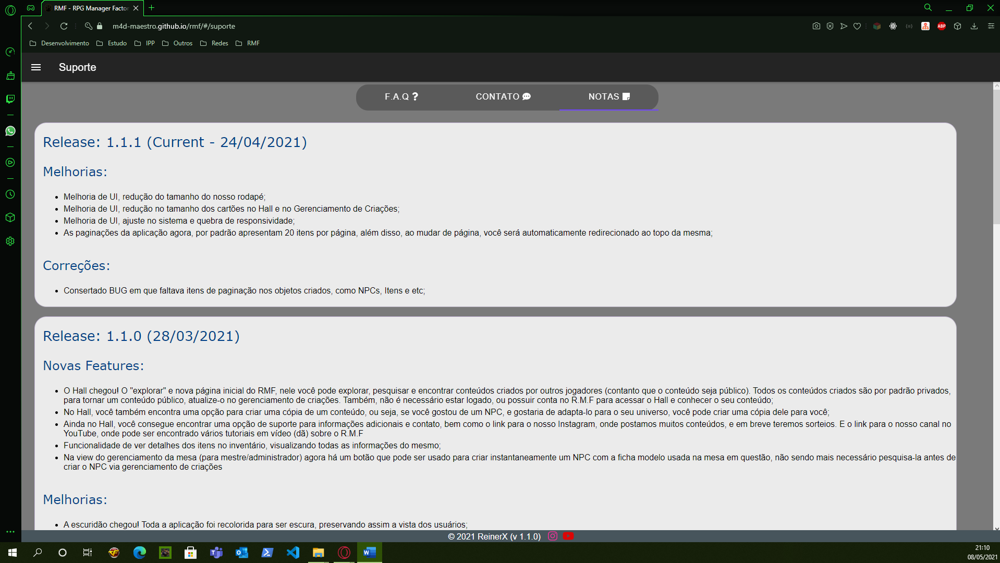 RMF - RPG Manager Factor
m4d-maestro.github.io/rmf/#/suporte
ABP
Desenvolvimento Estudo IPP Outros Redes RMF
Suporte
F.A.Q ? CONTATO NOTAS
Release: 1.1.1 (Current - 24/04/2021)
Melhorias:
• Melhoria de UI, redução do tamanho do nosso rodapé;
• Melhoria de UI, redução no tamanho dos cartões no Hall e no Gerenciamento de Criações;
• Melhoria de UI, ajuste no sistema e quebra de responsividade;
• As paginações da aplicação agora, por padrão apresentam 20 itens por página, além disso, ao mudar de página, você será automaticamente redirecionado ao topo da mesma;
Correções:
• Consertado BUG em que faltava itens de paginação nos objetos criados, como NPCs, Itens e etc;
Release: 1.1.0 (28/03/2021)
Novas Features:
• O Hall chegou! O "explorar" e nova página inicial do RMF, nele você pode explorar, pesquisar e encontrar conteúdos criados por outros jogadores (contanto que o conteúdo seja público). Todos os conteúdos criados são por padrão privados,
para tornar um conteúdo público, atualize-o no gerenciamento de criações. Também, não é necessário estar logado, ou possuir conta no R.M.F para acessar o Hall e conhecer o seu conteúdo;
• No Hall, você também encontra uma opção para criar uma cópia de um conteúdo, ou seja, se você gostou de um NPC, e gostaria de adapta-lo para o seu universo, você pode criar uma cópia dele para você;
• Ainda no Hall, você consegue encontrar uma opção de suporte para informações adicionais e contato, bem como o link para o nosso Instagram, onde postamos muitos conteúdos, e em breve teremos sorteios. E o link para o nosso canal no
YouTube, onde pode ser encontrado vários tutoriais em vídeo (dã) sobre o R.M.F
• Funcionalidade de ver detalhes dos itens no inventário, visualizando todas as informações do mesmo;
• Na view do gerenciamento da mesa (para mestre/administrador) agora há um botão que pode ser usado para criar instantaneamente um NPC com a ficha modelo usada na mesa em questão, não sendo mais necessário pesquisa-la antes de
criar o NPC via gerenciamento de criações
Melhorias:
• A escuridão chegou! Toda a aplicação foi recolorida para ser escura, preservando assim a vista dos usuários;
© 2021 ReinerX (v 1.1.0)
21:10
08/05/2021